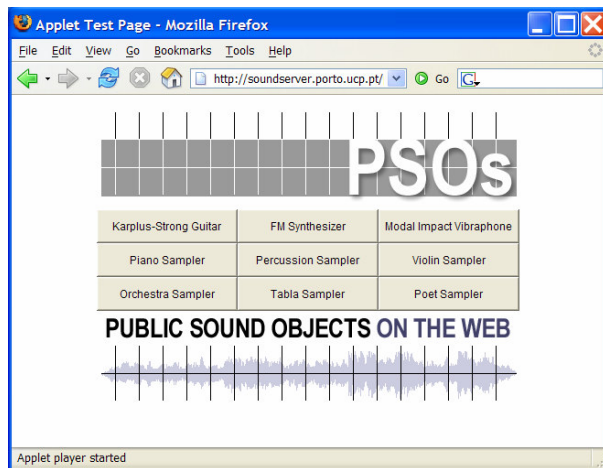 Applet Test Page - Mozilla Firefox
File Edit View Go Bookmarks Tools Help
http://soundserver.porto.ucp.pt/ Go G
PSOs
Karplus-Strong Guitar FM Synthesizer Modal Impact Vibraphone
Piano Sampler Percussion Sampler Violin Sampler
Orchestra Sampler Tabla Sampler Poet Sampler
PUBLIC SOUND OBJECTS ON THE WEB
Applet player started